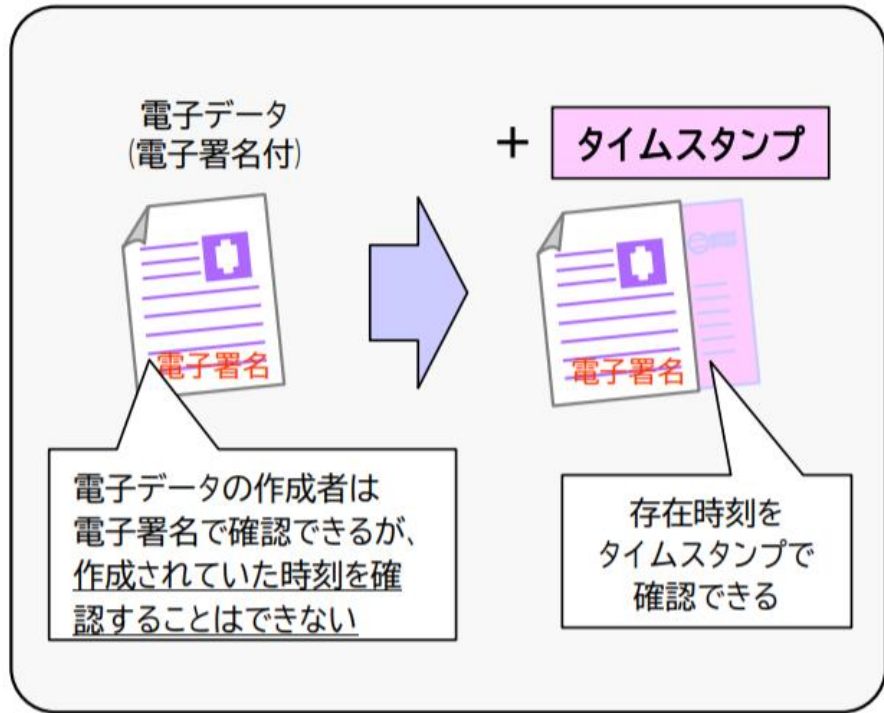 電子データ
(電子署名付)
+ タイムスタンプ
電子署名
電子署名
電子データの作成者は
電子署名で確認できるが、
作成されていた時刻を確
認することはできない
存在時刻を
タイムスタンプで
確認できる